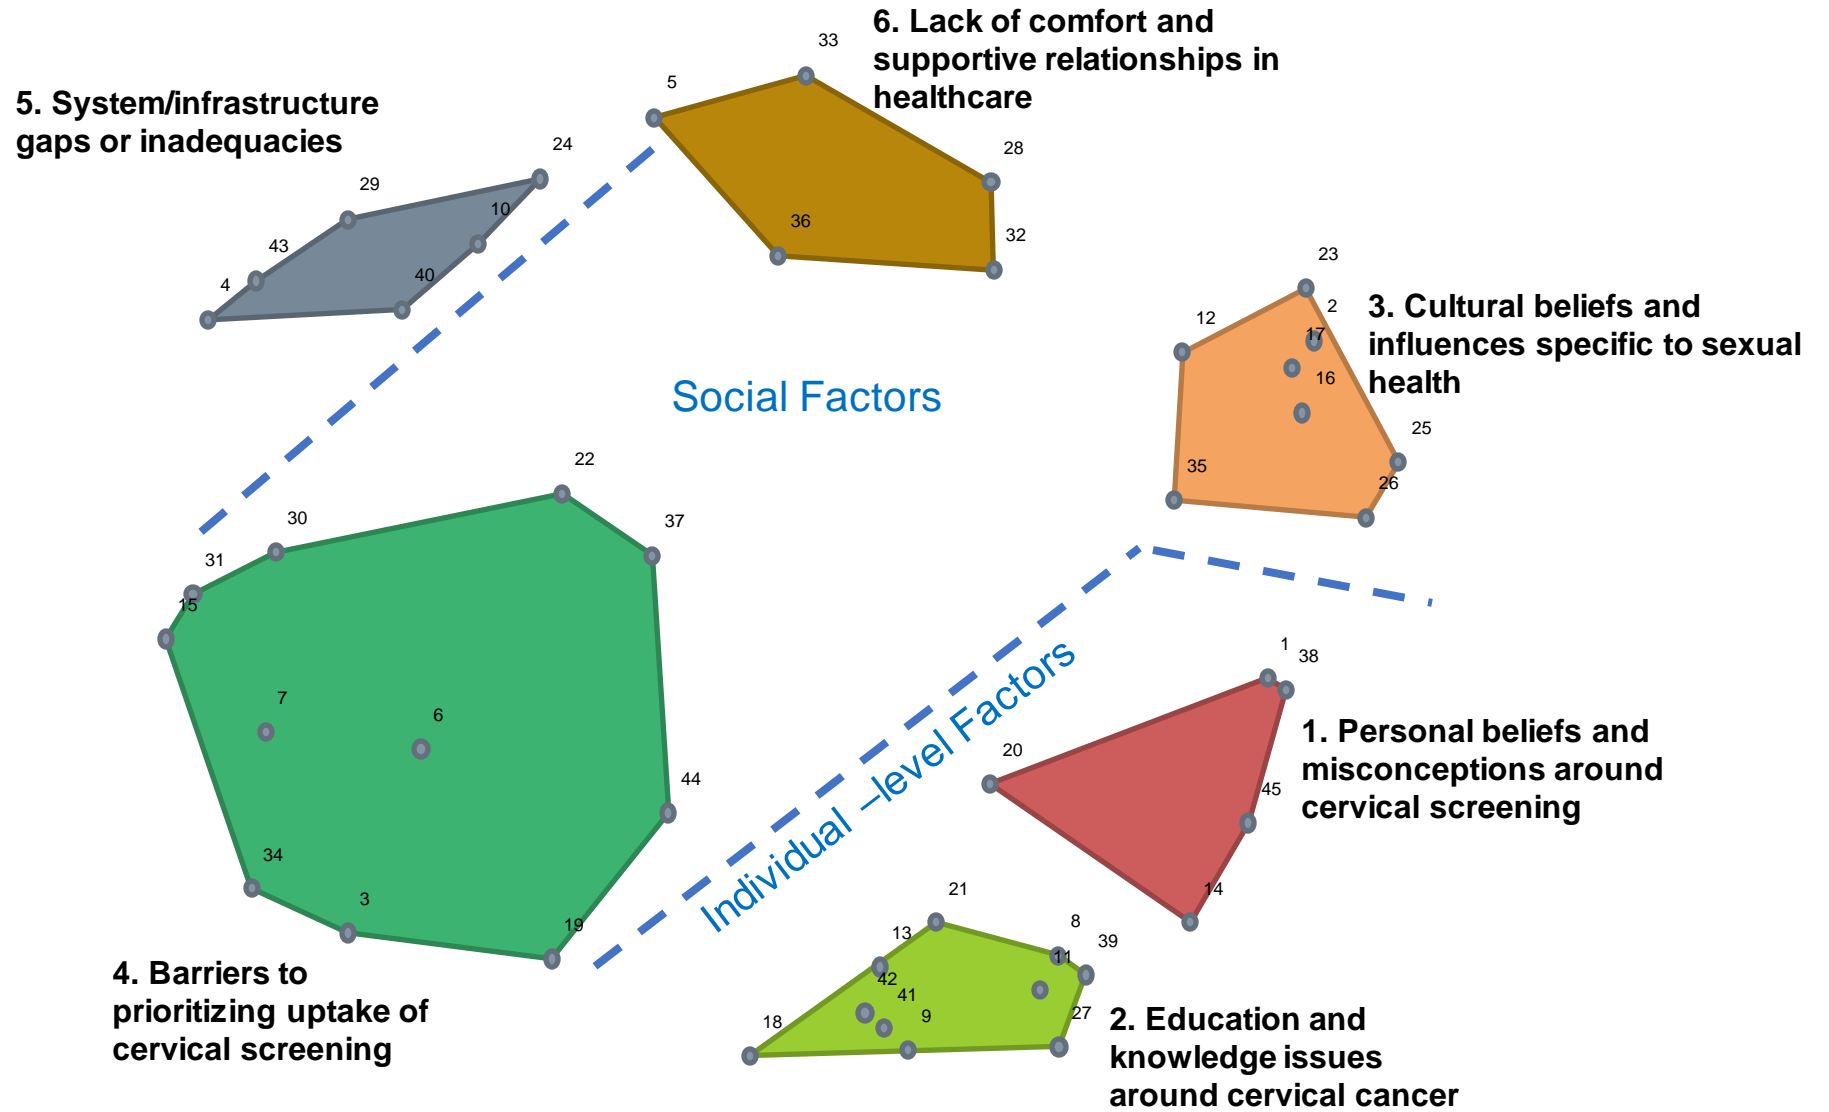 6. Lack of comfort and
supportive relationships in
healthcare
33
5
5. System/infrastructure
gaps or inadequacies
24
29
10
43
4
40
28
36
32
23
2
12
17
16
3. Cultural beliefs and
influences specific to sexual
health
25
35
26
Social Factors
22
30
37
31
15
7
6
44
34
3
19
4. Barriers to
prioritizing uptake of
cervical screening
Individual –level Factors
1
38
20
45
14
1. Personal beliefs and
misconceptions around
cervical screening
21
8
13
39
11
42
41
9
27
18
2. Education and
knowledge issues
around cervical cancer